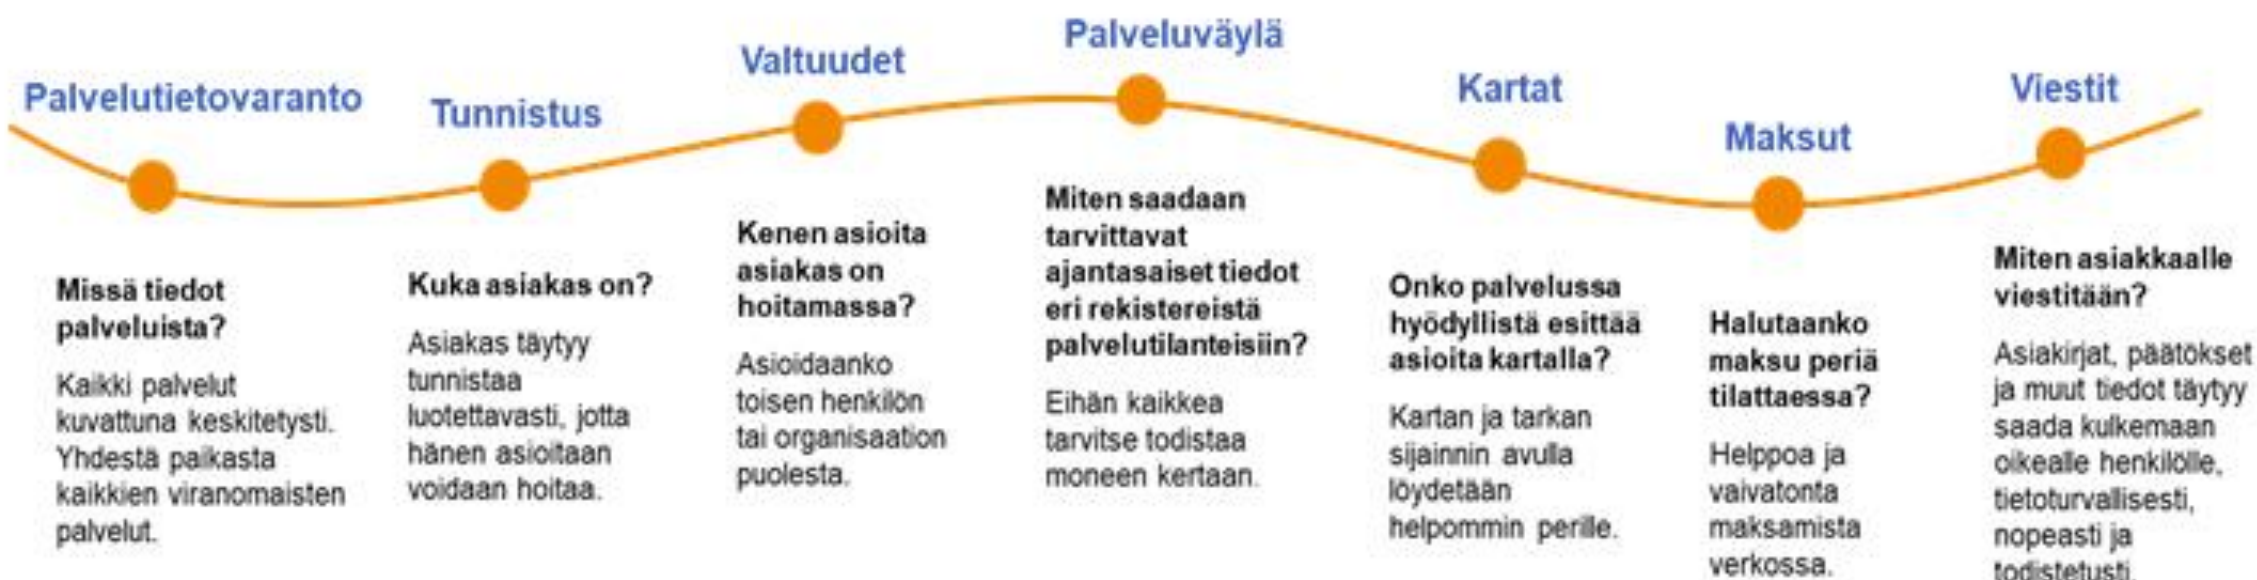 Palvelutietovaranto
Missä tiedot
palveluista?
Kaikki palvelut
kuvattuna keskitetysti.
Yhdestä paikasta
kaikkien viranomaisten
palvelut.
Tunnistus
Kuka asiakas on?
Asiakas täytyy
tunnistaa
luotettavasti, jotta
hänen asioitaan
voidaan hoitaa.
Valtuudet
Kenen asioita
asiakas on
hoitamassa?
Asioidaanko
toisen henkilön
tai organisaation
puolesta.
Palveluväylä
Miten saadaan
tarvittavat
ajantasaiset tiedot
eri rekistereistä
palvelutilanteisiin?
Eihän kaikkea
tarvitse todistaa
moneen kertaan.
Kartat
Onko palvelussa
hyödyllistä esittää
asioita kartalla?
Kartan ja tarkan
sijainnin avulla
löydetään
helpommin perille.
Maksut
Halutaanko
maksu periä
tilattaessa?
Helppoa ja
vaivatonta
maksamista
verkossa.
Viestit
Miten asiakkaalle
viestitään?
Asiakirjat, päätökset
ja muut tiedot täytyy
saada kulkemaan
oikealle henkilölle,
tietoturvallisesti,
nopeasti ja
todistetusti.